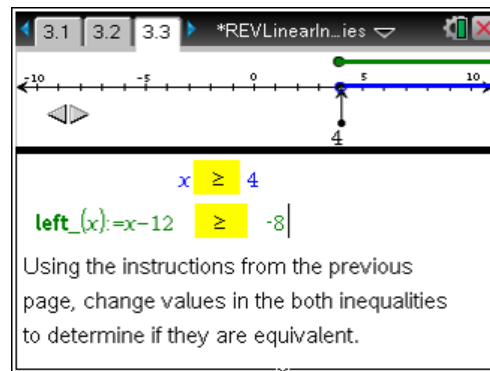 3.1 3.2 3.3 *REVLinearIn...ies
-10 -5 0 5 10
4
x ≥ 4
left_(x):=x-12 ≥ -8
Using the instructions from the previous
page, change values in the both inequalities
to determine if they are equivalent.